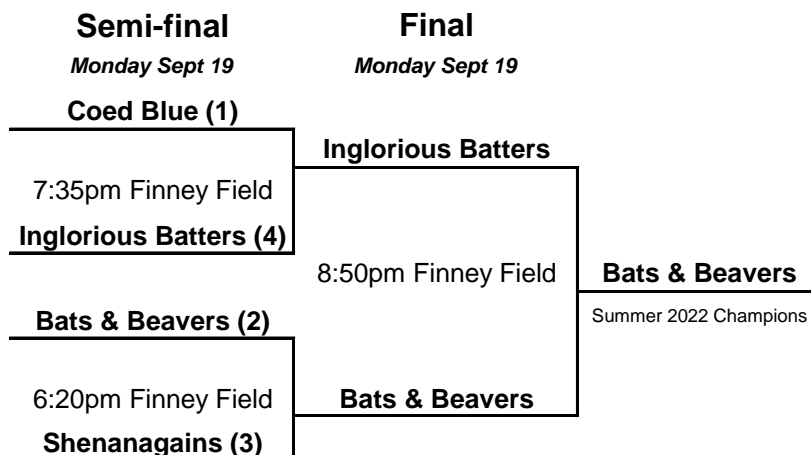 Semi-final
Final
Monday Sept 19
Monday Sept 19
Coed Blue (1)
Inglorious Batters
7:35pm Finney Field
Inglorious Batters (4)
8:50pm Finney Field
Bats & Beavers
Summer 2022 Champions
Bats & Beavers (2)
6:20pm Finney Field
Bats & Beavers
Shenanagains (3)